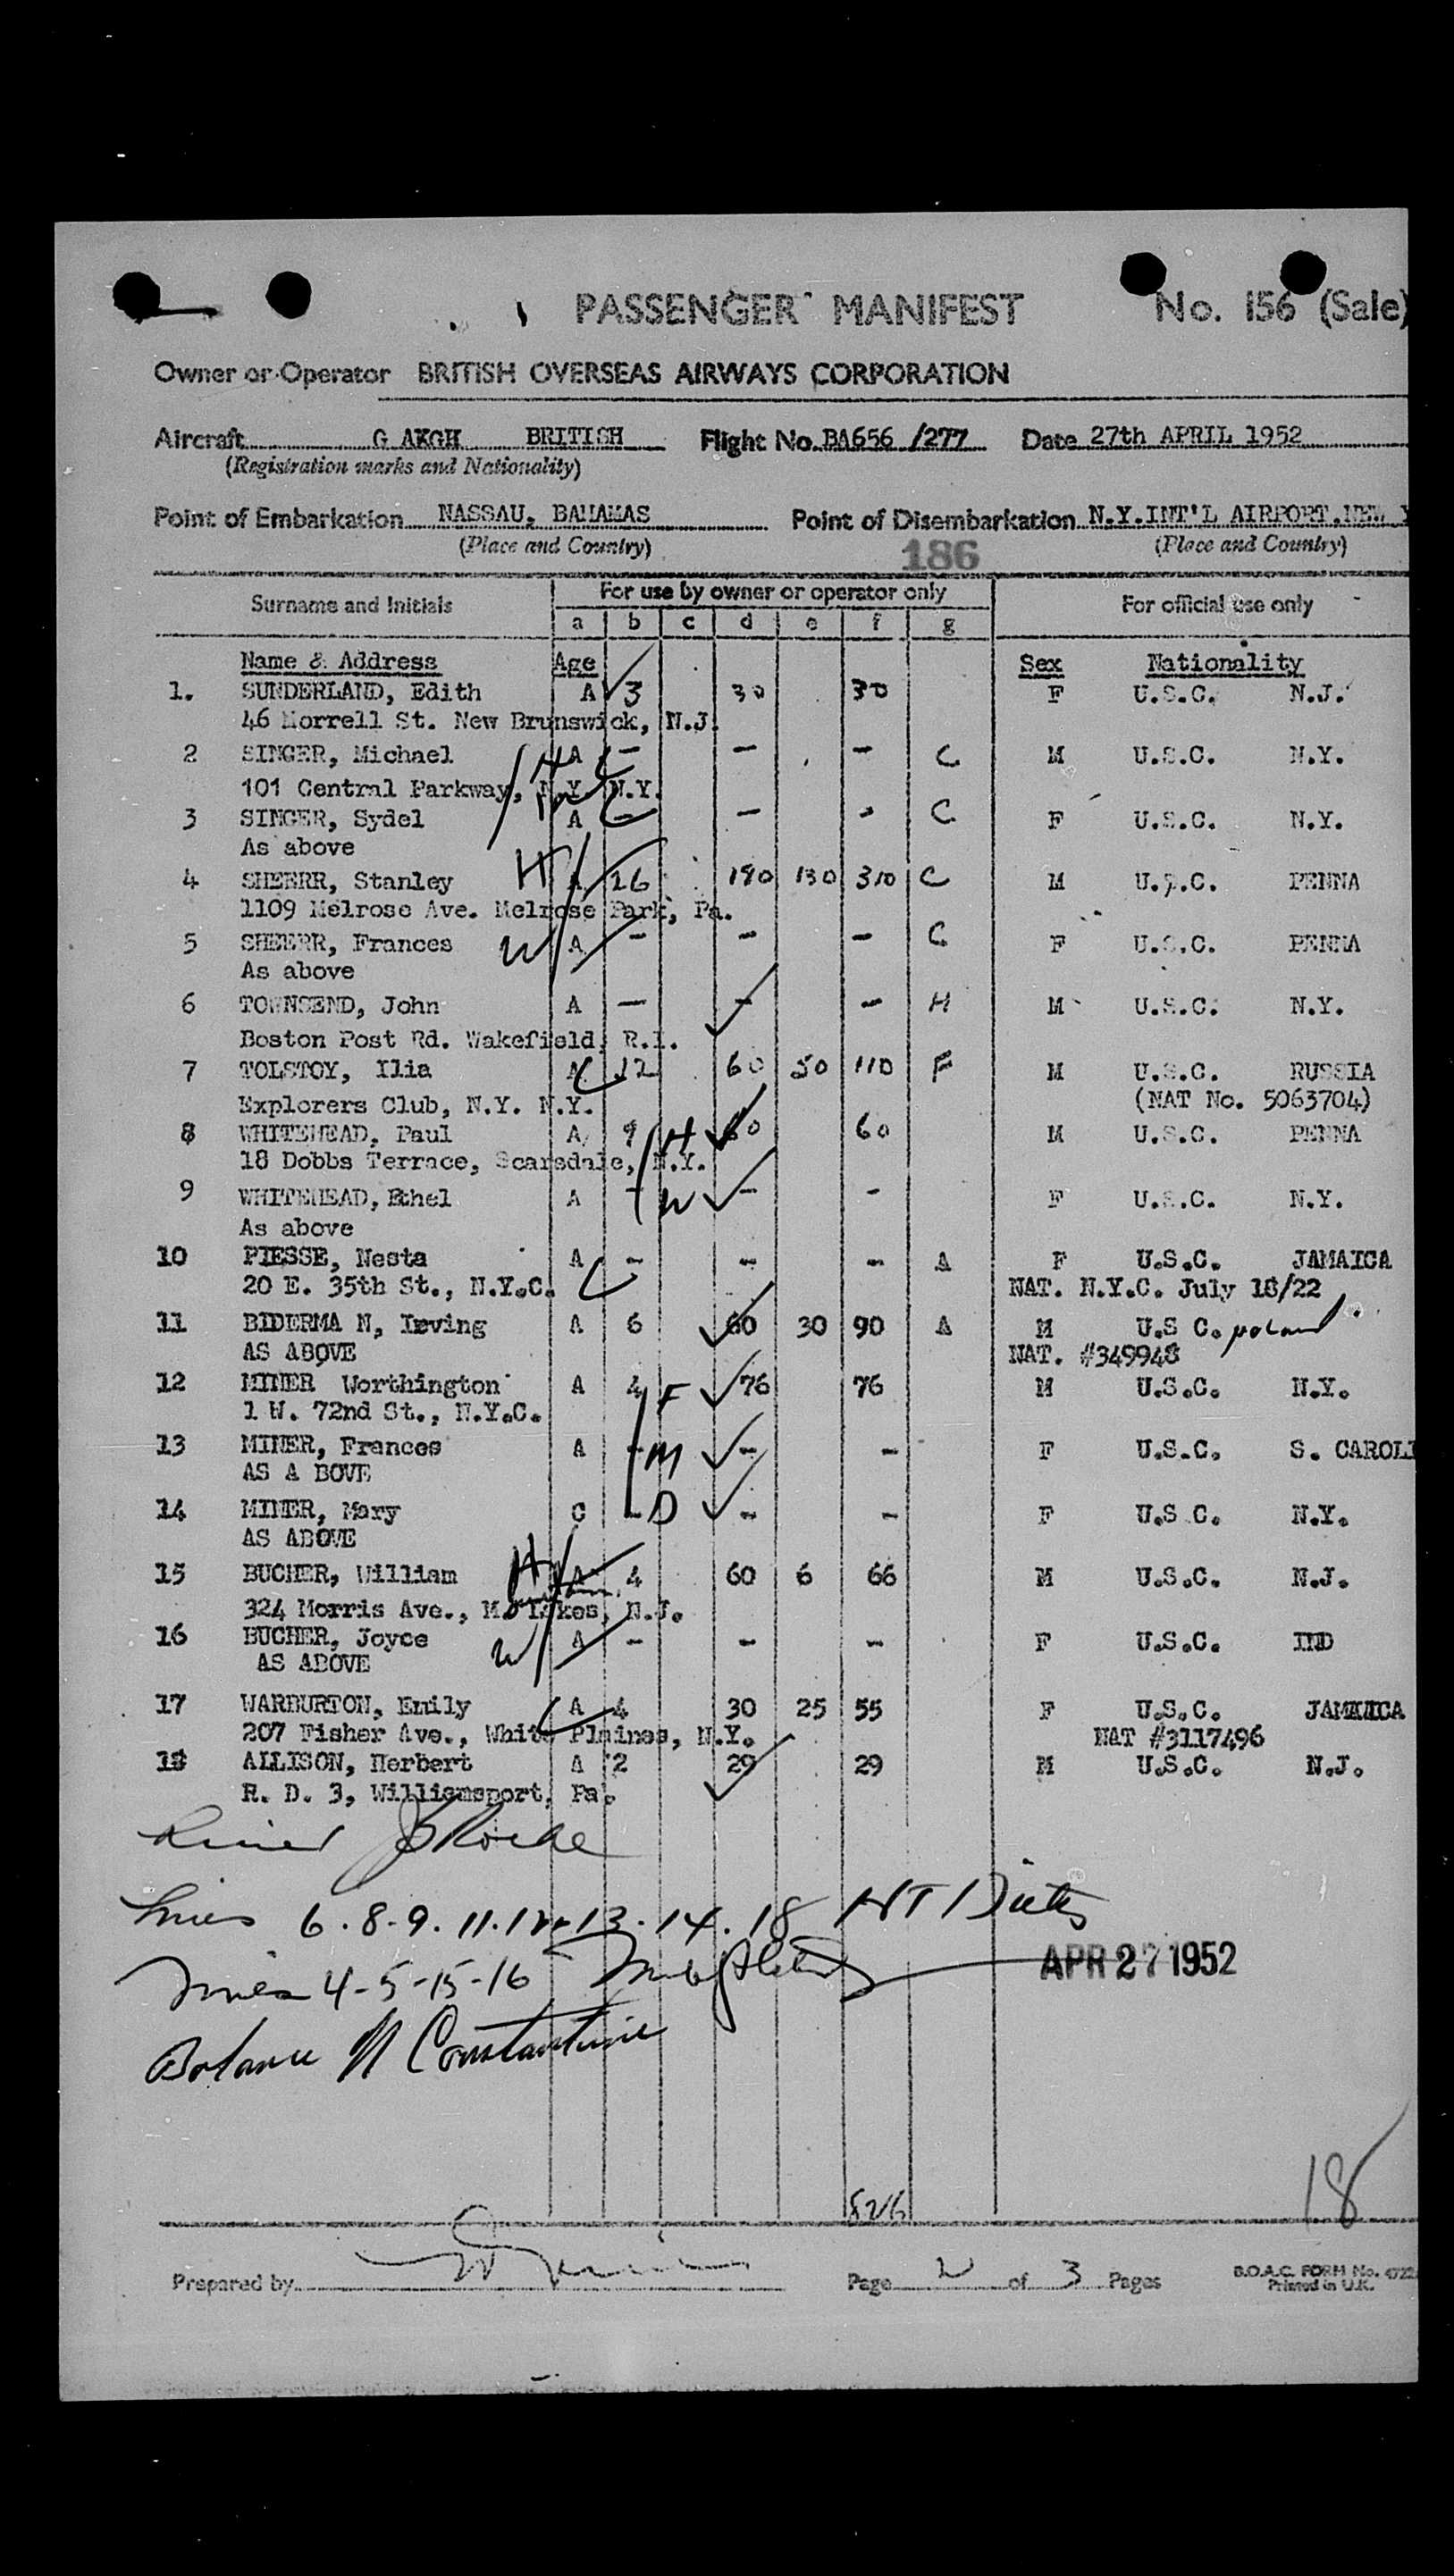 PASSENGER MANIFEST No. 156 (Sale)
Owner or Operator BRITISH OVERSEAS AIRWAYS CORPORATION
Aircraft G AKGH BRITISH Flight No. BA656 /277 Date 27th APRIL 1952
(Registration marks and Nationality)
Point of Embarkation NASSAU, BAHAMAS Point of Disembarkation N.Y.INT'L AIRPORT.NEW Y
(Place and Country) 186 (Place and Country)
Surname and Initials For use by owner or operator only For official use only
a b c d e f g
Name & Address Age Sex Nationality
1. SUNDERLAND, Edith A 3 30 30 F U.S.C. N.J.
46 Morrell St. New Brunswick, N.J.
2 SINGER, Michael H A - - - C M U.S.C. N.Y.
101 Central Parkway, N.Y. N.Y.
3 SINGER, Sydel A - - - C F U.S.C. N.Y.
As above
4 SHEERR, Stanley H A 26 180 130 310 C M U.S.C. PENNA
1109 Melrose Ave. Melrose Park, Pa.
5 SHEERR, Frances W A - - - C F U.S.C. PENNA
As above
6 TOWNSEND, John A - - - H M U.S.C. N.Y.
Boston Post Rd. Wakefield, R.I.
7 TOLSTOY, Ilia A 12 60 50 110 F M U.S.C. RUSSIA
Explorers Club, N.Y. N.Y. (NAT No. 5063704)
8 WHITEHEAD, Paul A 9 H 60 60 M U.S.C. PENNA
18 Dobbs Terrace, Scarsdale, N.Y.
9 WHITEHEAD, Ethel A - W - - F U.S.C. N.Y.
As above
10 PIESSE, Nesta A - - - A F U.S.C. JAMAICA
20 E. 35th St., N.Y.C. NAT. N.Y.C. July 18/22
11 BIDERMA N, Irving A 6 60 30 90 A M U.S C. Poland
AS ABOVE NAT. #349948
12 MINER Worthington A 4 F 76 76 M U.S.C. N.Y.
1 W. 72nd St., N.Y.C.
13 MINER, Frances A - M - - F U.S.C. S. CAROLI
AS A BOVE
14 MINER, Mary C - D - - F U.S C. N.Y.
AS ABOVE
15 BUCHER, William H A 4 60 6 66 M U.S.C. N.J.
324 Morris Ave., Mt Lakes, N.J.
16 BUCHER, Joyce W A - - - F U.S.C. IND
AS ABOVE
17 WARBURTON, Emily A 4 30 25 55 F U.S.C. JAMAICA
207 Fisher Ave., White Plaines, N.Y. NAT #3117496
18 ALLISON, Herbert A 2 29 29 M U.S.C. N.J.
R. D. 3, Williamsport, Pa.
Lines 6.8-9.11.12-13.14.18
APR 27 1952
Lines 4-5-15-16
Balance N Constantine
826
18
Prepared by Page 2 of 3 Pages
B.O.A.C. FORM No. 4722
Printed in U.K.